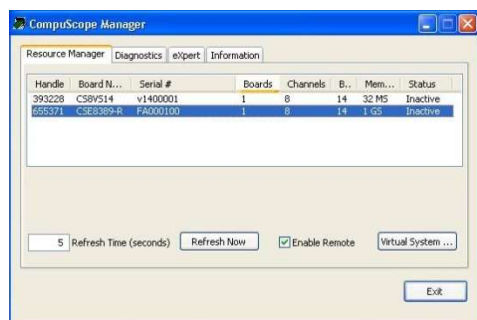 CompuScope Manager
Resource Manager Diagnostics eXpert Information
Handle Board N... Serial # Boards Channels B.. Mem... Status
393228 CS8VS14 v1400001 1 8 14 32 MS Inactive
655371 CSE8389-R FA000100 1 8 14 1 GS Inactive
5 Refresh Time (seconds) Refresh Now Enable Remote Virtual System ...
Exit